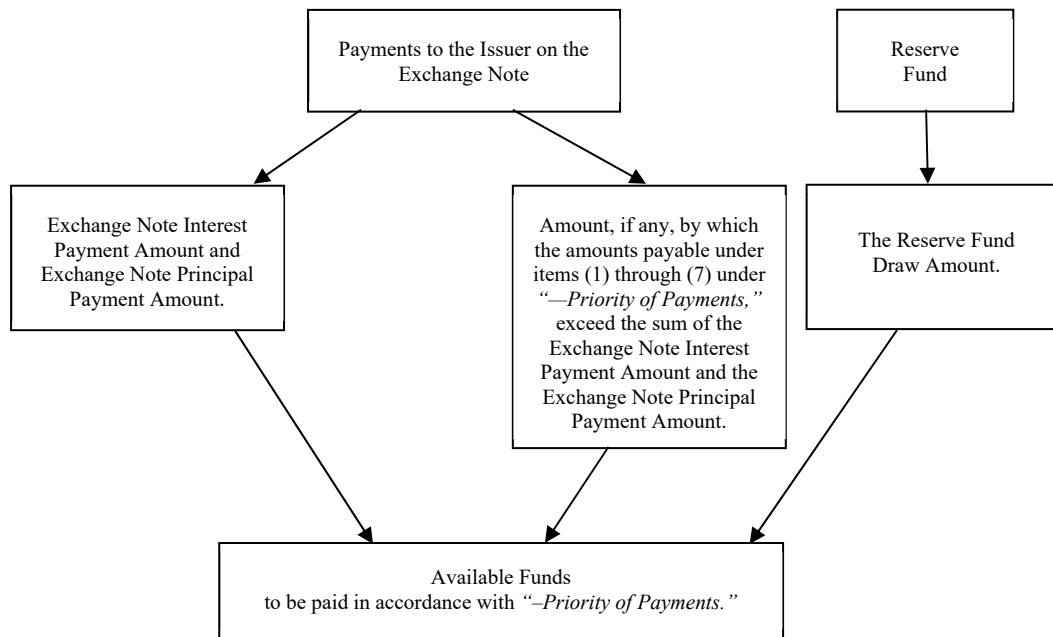 Payments to the Issuer on the
Exchange Note
Reserve
Fund
Exchange Note Interest
Payment Amount and
Exchange Note Principal
Payment Amount.
Amount, if any, by which
the amounts payable under
items (1) through (7) under
“—Priority of Payments,”
exceed the sum of the
Exchange Note Interest
Payment Amount and the
Exchange Note Principal
Payment Amount.
The Reserve Fund
Draw Amount.
Available Funds
to be paid in accordance with “–Priority of Payments.”